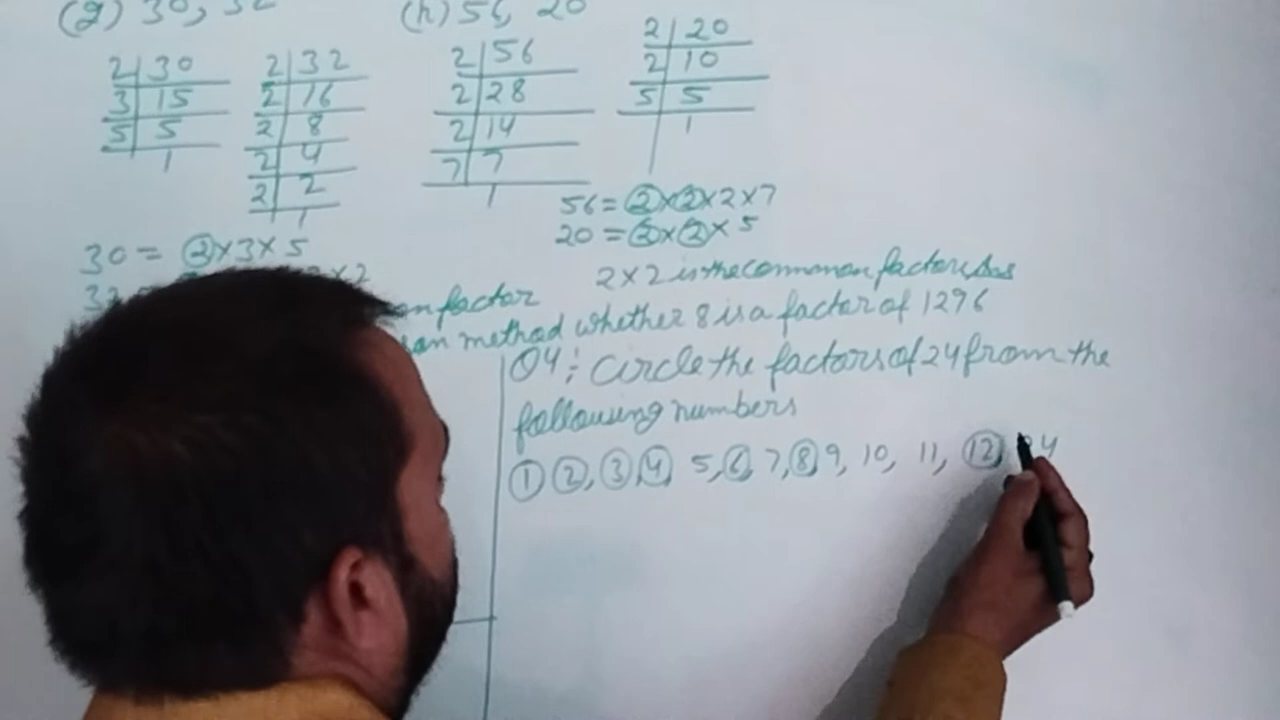 (g) 30, 32
(h) 56, 20
2 30
3 15
5 5
1
2 32
2 16
2 8
2 4
2 2
1
2 56
2 28
2 14
7 7
1
2 20
2 10
5 5
1
30 = 2×3×5
×2
56 = 2×2×2×7
20 = 2×2×5
factor
2×2 is the common factor Ans
method whether 8 is a factor of 1296
Q4: Circle the factors of 24 from the
following numbers
1 2, 3, 4 5, 6, 7, 8, 9, 10, 11, 12, 24